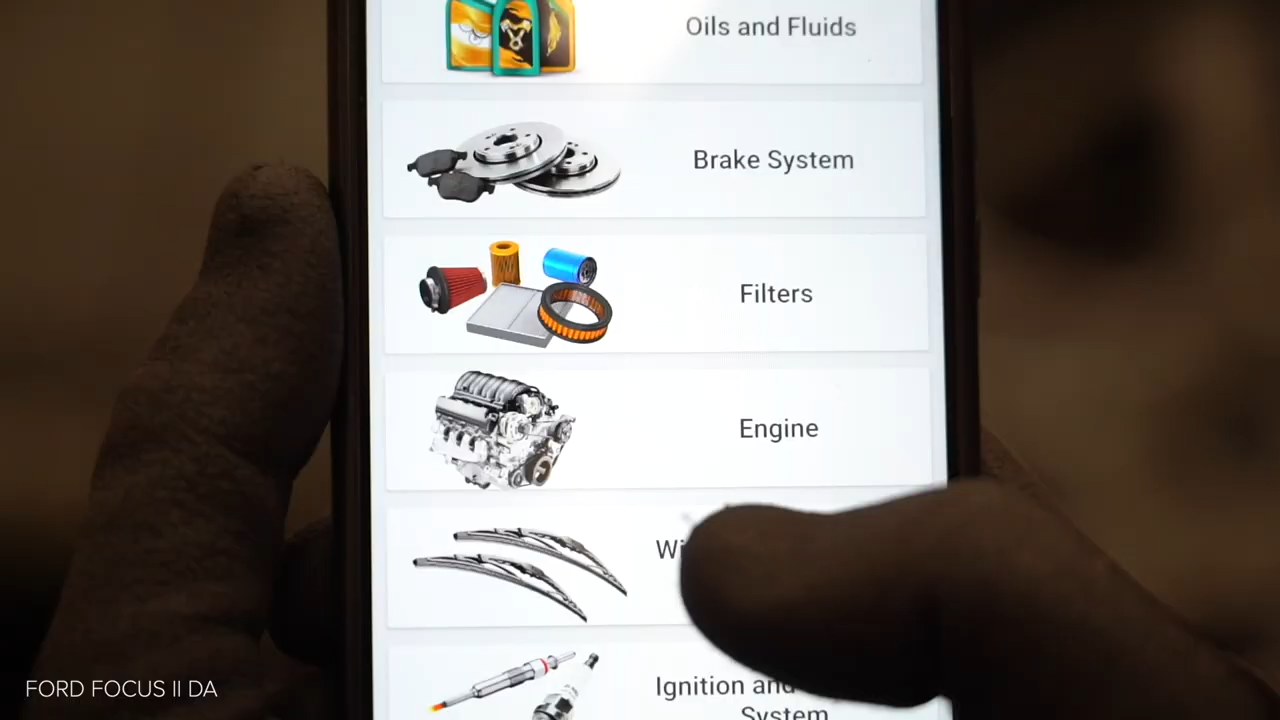 Oils and Fluids
Brake System
Filters
Engine
Ignition and
System
FORD FOCUS II DA